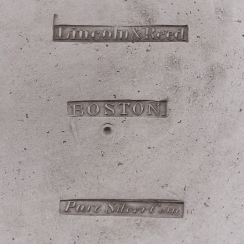 Lincoln & Reed
BOSTON
Pure Silver Coin